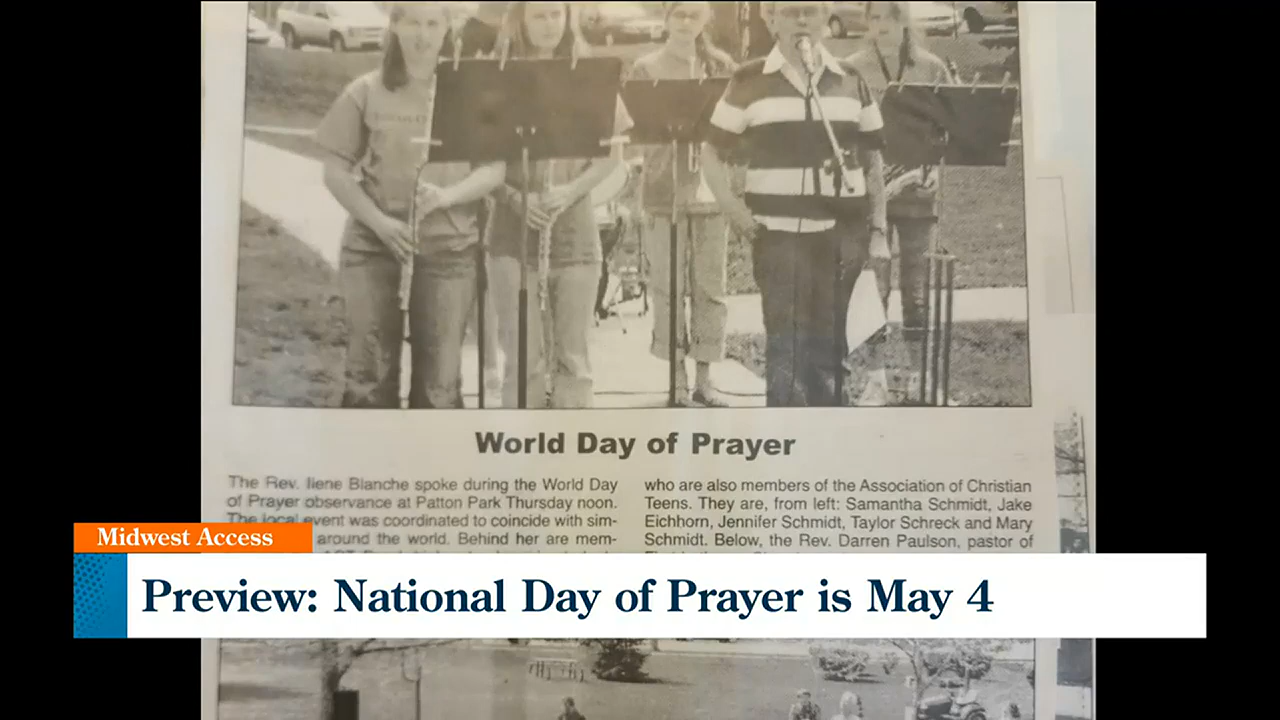 World Day of Prayer
The Rev. Ilene Blanche spoke during the World Day
of Prayer observance at Patton Park Thursday noon.
The local event was coordinated to coincide with sim-
around the world. Behind her are mem-
who are also members of the Association of Christian
Teens. They are, from left: Samantha Schmidt, Jake
Eichhorn, Jennifer Schmidt, Taylor Schreck and Mary
Schmidt. Below, the Rev. Darren Paulson, pastor of
Midwest Access
Preview: National Day of Prayer is May 4